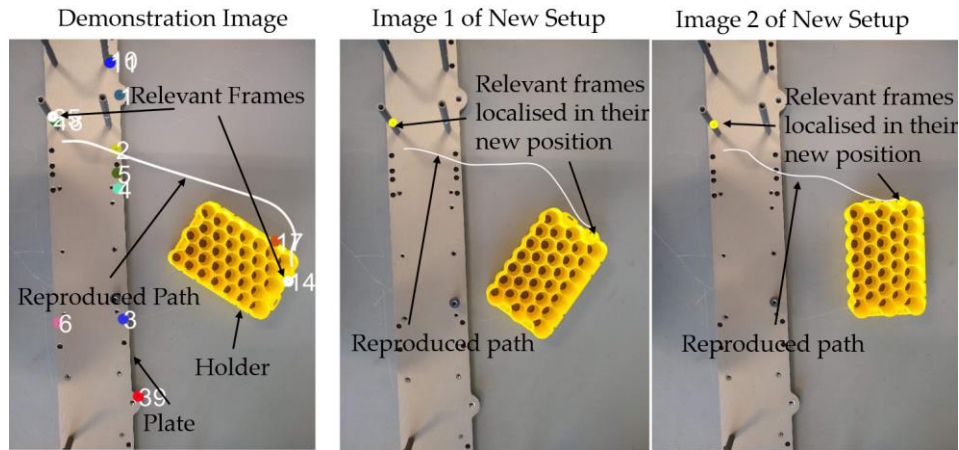 Demonstration Image
Image 1 of New Setup
Image 2 of New Setup
1
Relevant Frames
2
5
4
17
14
Reproduced Path
6
3
Holder
39
Plate
Relevant frames
localised in their
new position
Reproduced path
Relevant frames
localised in their
new position
Reproduced path